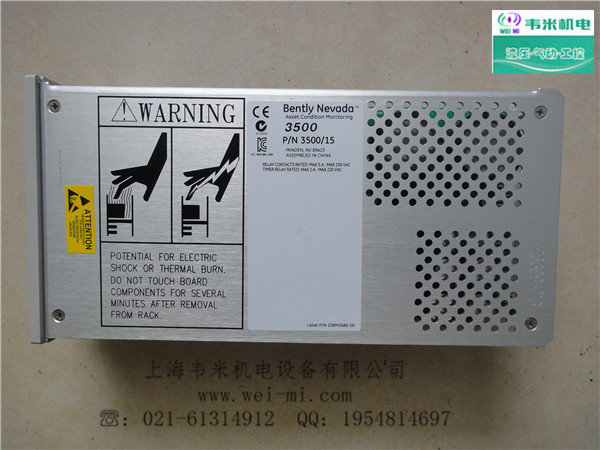 韦米机电
WEI MI
液压·气动·工控
WARNING
POTENTIAL FOR ELECTRIC
SHOCK OR THERMAL BURN.
DO NOT TOUCH BOARD
COMPONENTS FOR SEVERAL
MINUTES AFTER REMOVAL
FROM RACK.
ATTENTION
CE
Bently Nevada™
Asset Condition Monitoring
3500
P/N 3500/15
MINDEN, NV 89423
ASSEMBLED IN CHINA
RELAY CONTACTS RATED: MAX 5 A ; MAX 250 VAC
TIMER RELAY RATED: MAX 2 A ; MAX 220 VAC
Label P/N 106M2686-00
上海韦米机电设备有限公司
www.wei-mi.com
☎: 021-61314912 QQ: 1954814697